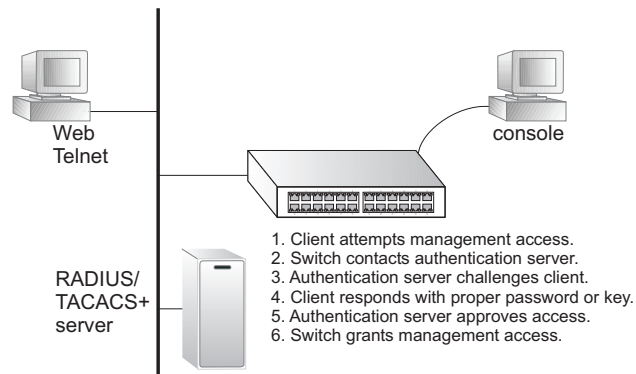 Web
Telnet
console
RADIUS/
TACACS+
server
1. Client attempts management access.
2. Switch contacts authentication server.
3. Authentication server challenges client.
4. Client responds with proper password or key.
5. Authentication server approves access.
6. Switch grants management access.